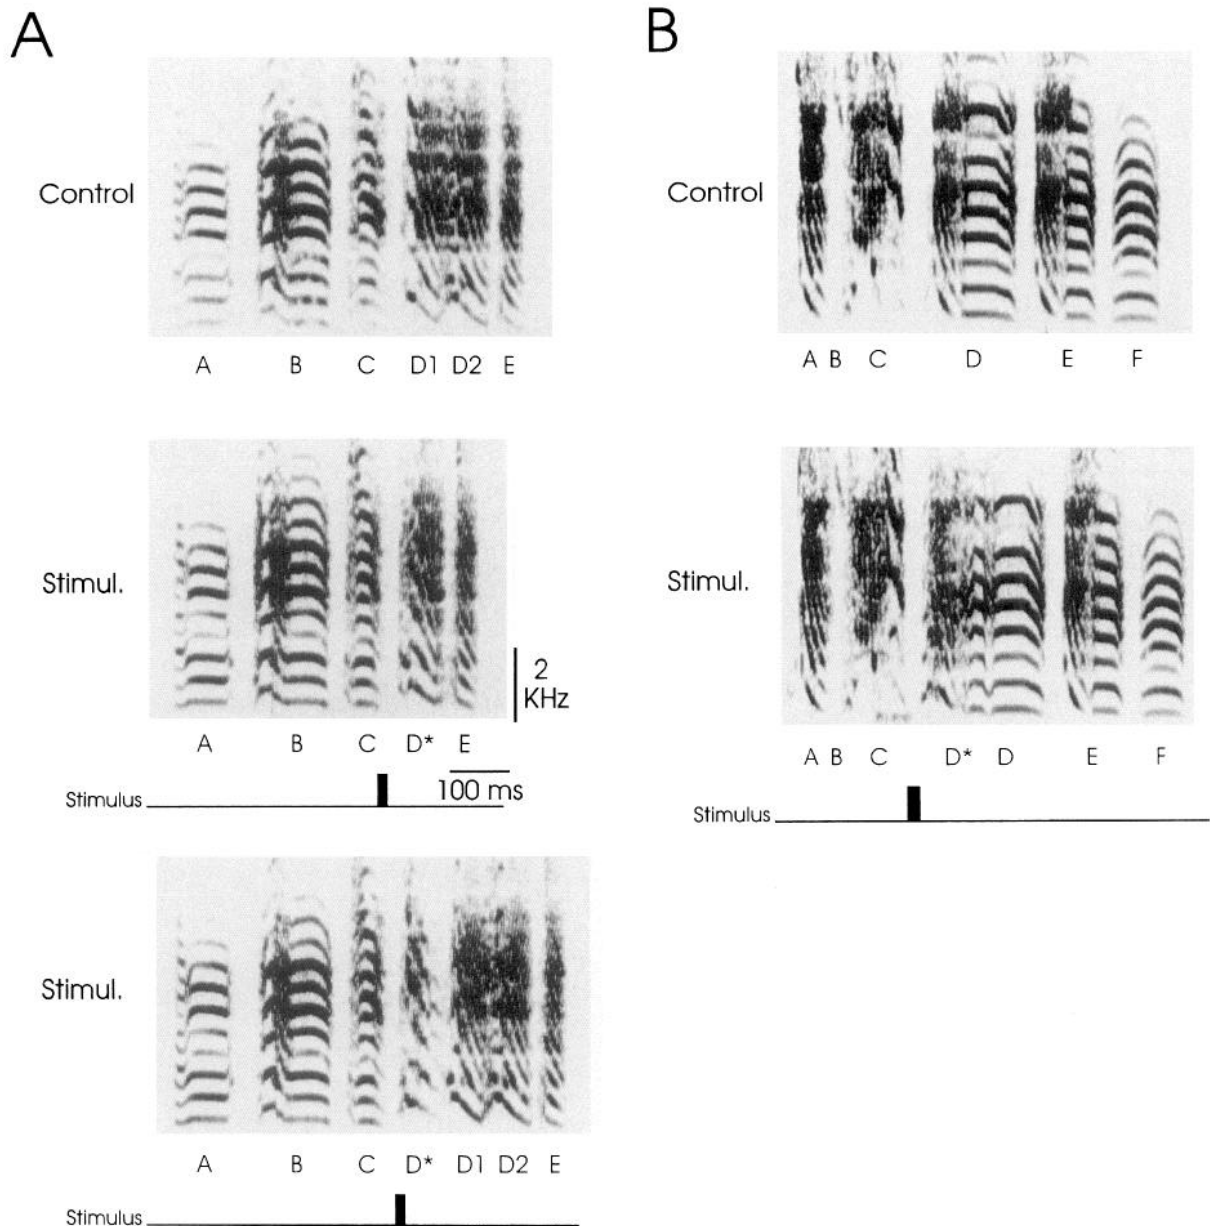 A
Control
A B C D1 D2 E
Stimul.
2
KHz
A B C D* E
100 ms
Stimulus
Stimul.
A B C D* D1 D2 E
Stimulus
B
Control
A B C D E F
Stimul.
A B C D* D E F
Stimulus